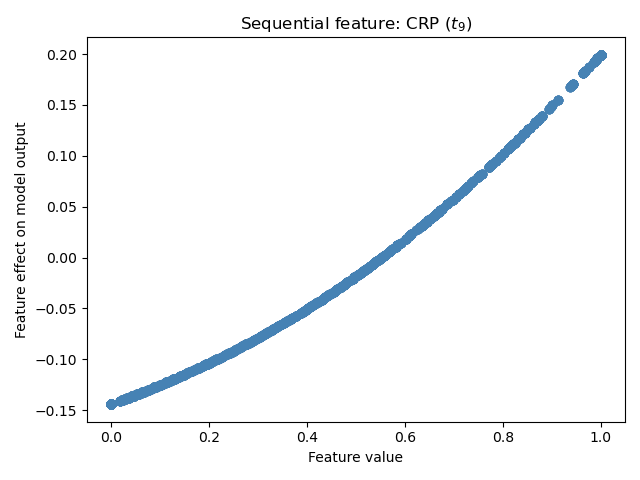 Sequential feature: CRP (t₉)
0.20
0.15
0.10
0.05
0.00
−0.05
−0.10
−0.15
Feature effect on model output
0.0 0.2 0.4 0.6 0.8 1.0
Feature value